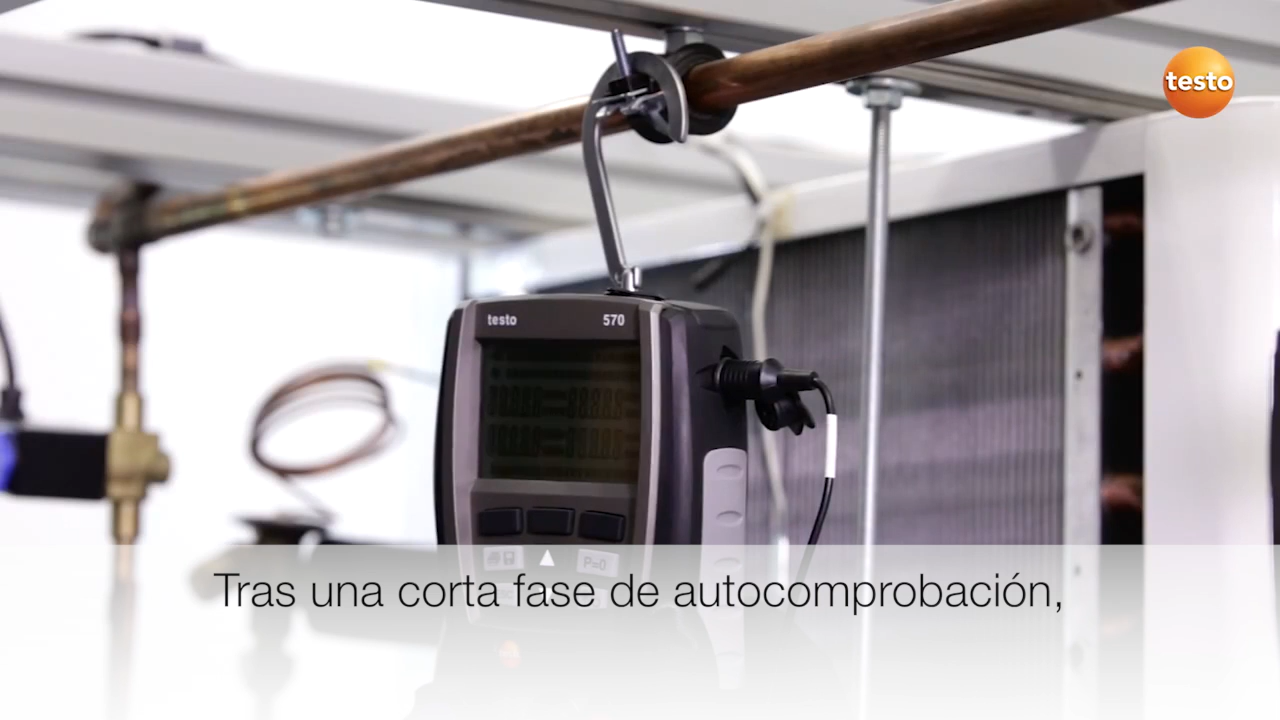 testo
testo 570
P=0
Tras una corta fase de autocomprobación,